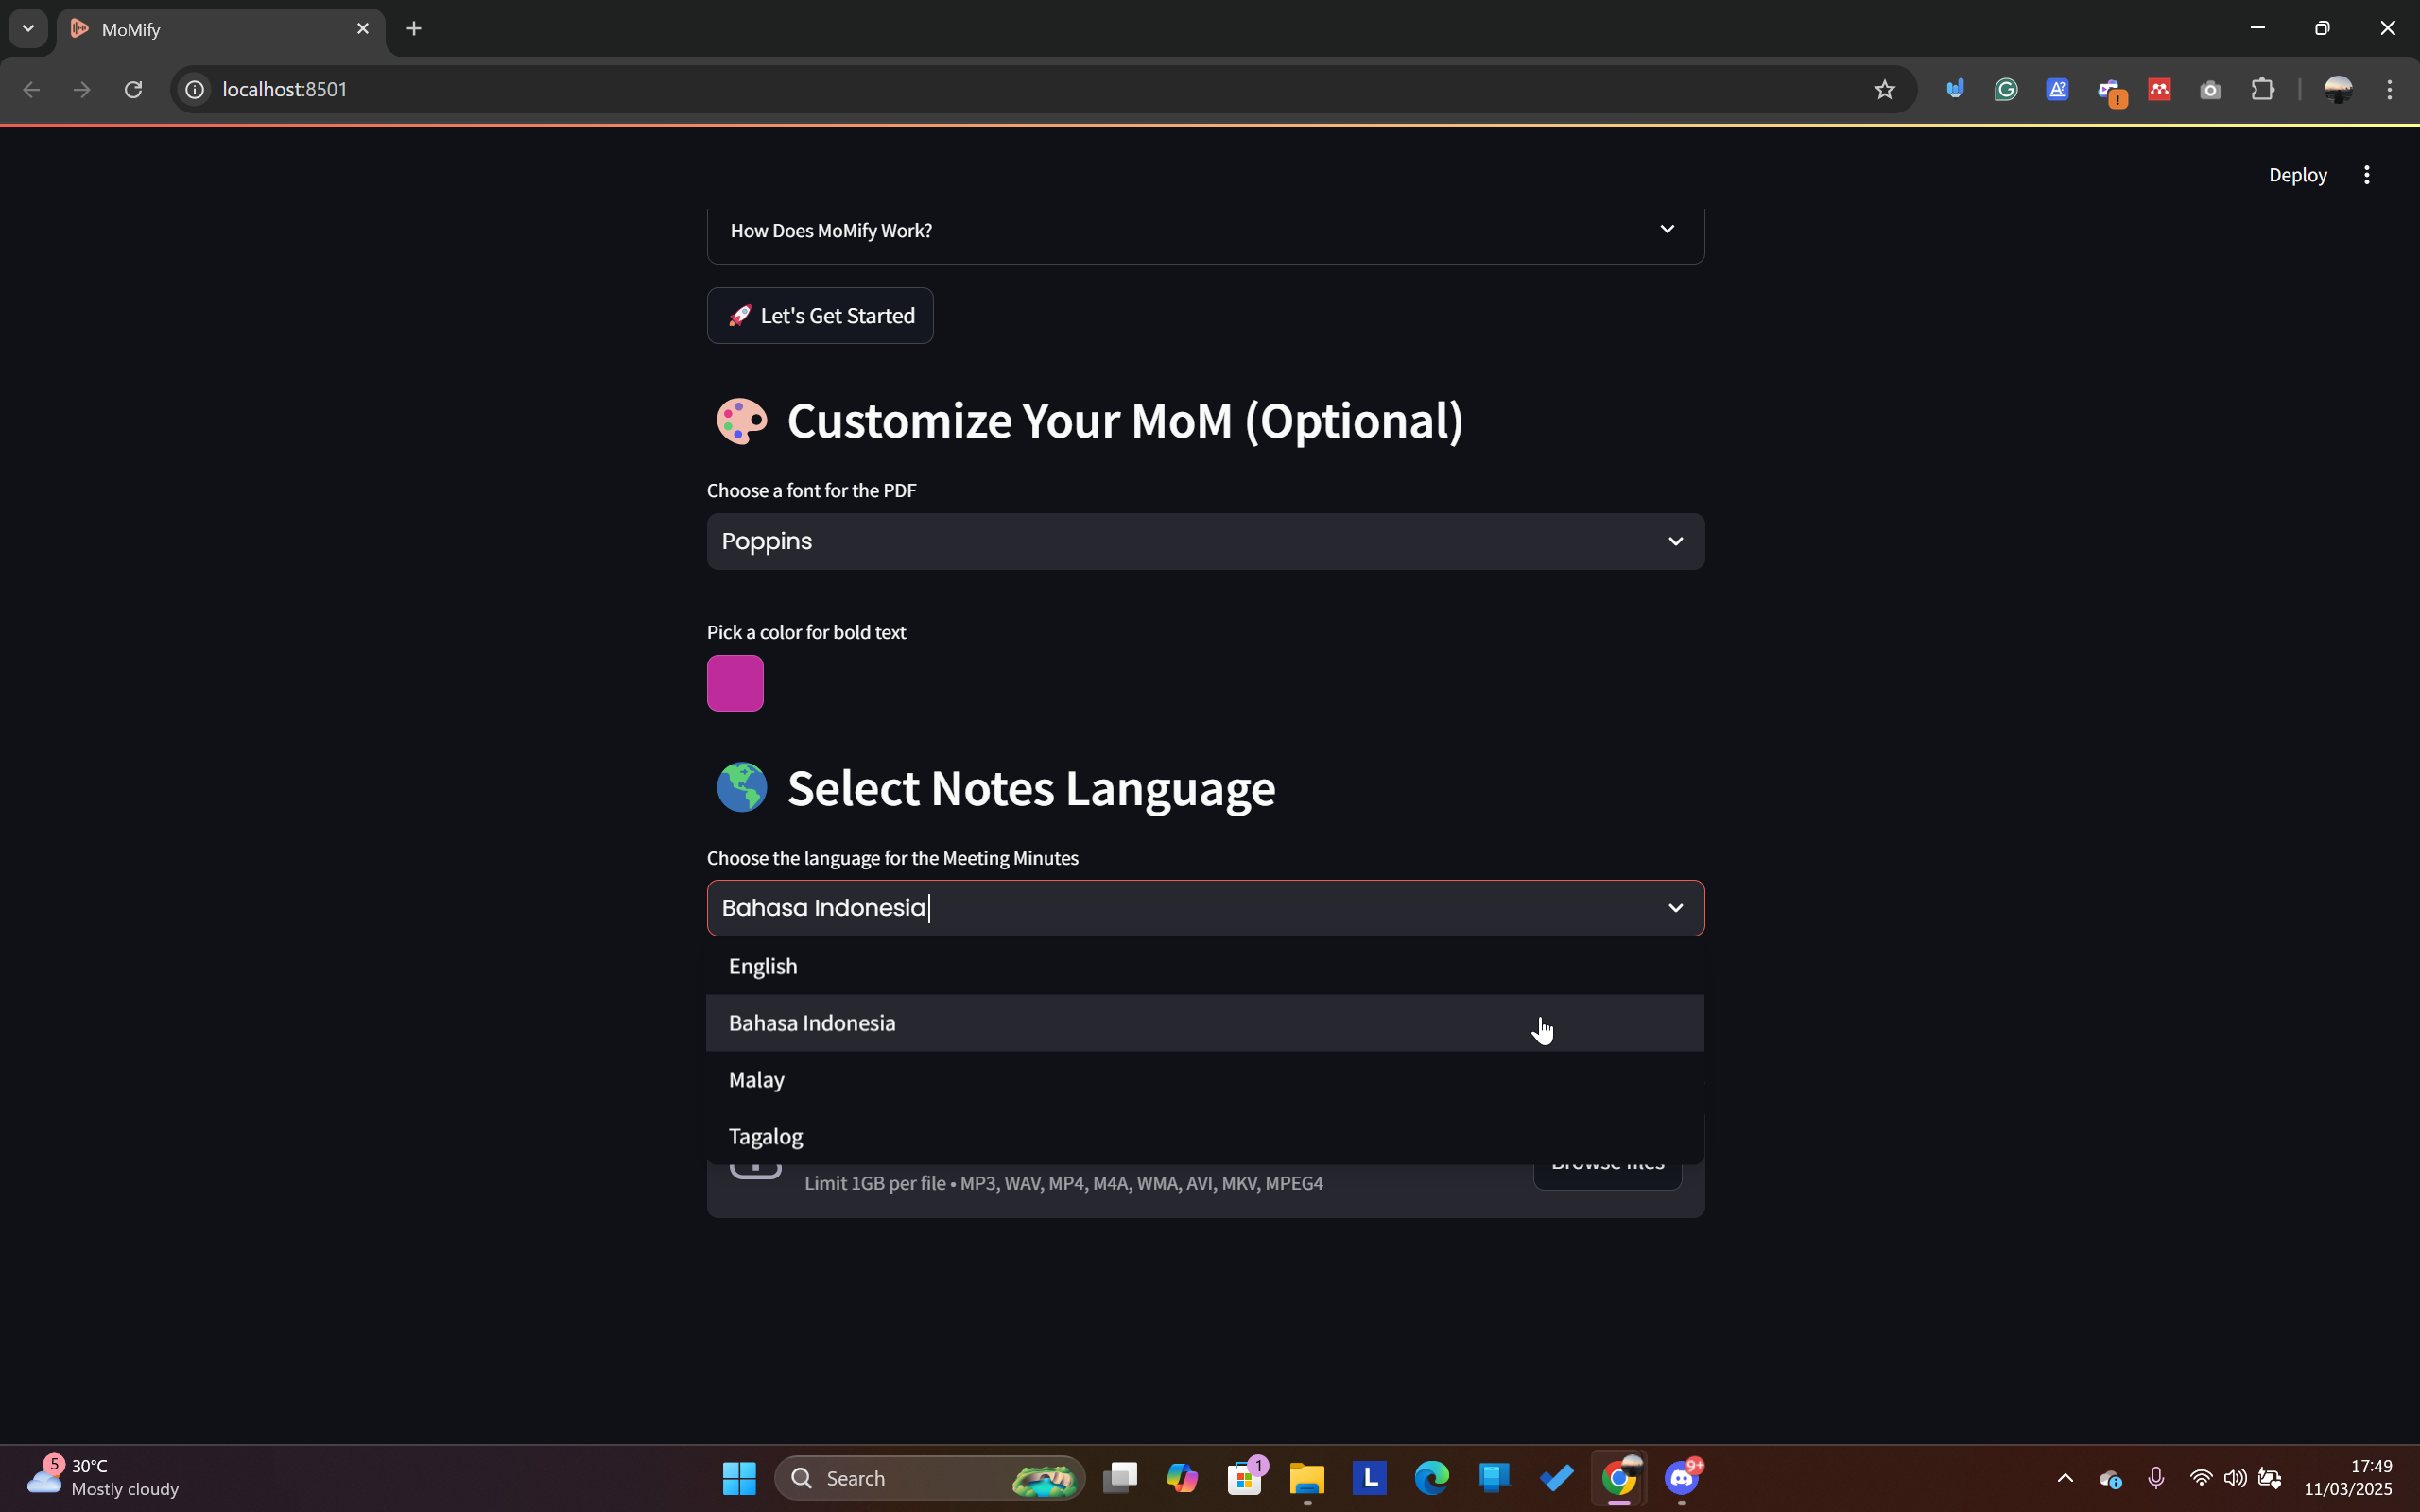 MoMify
localhost:8501
Deploy
How Does MoMify Work?
Let's Get Started
Customize Your MoM (Optional)
Choose a font for the PDF
Poppins
Pick a color for bold text
Select Notes Language
Choose the language for the Meeting Minutes
Bahasa Indonesia
English
Bahasa Indonesia
Malay
Tagalog
Browse files
Limit 1GB per file • MP3, WAV, MP4, M4A, WMA, AVI, MKV, MPEG4
5
30°C
Mostly cloudy
Search
1
L
9+
17:49
11/03/2025